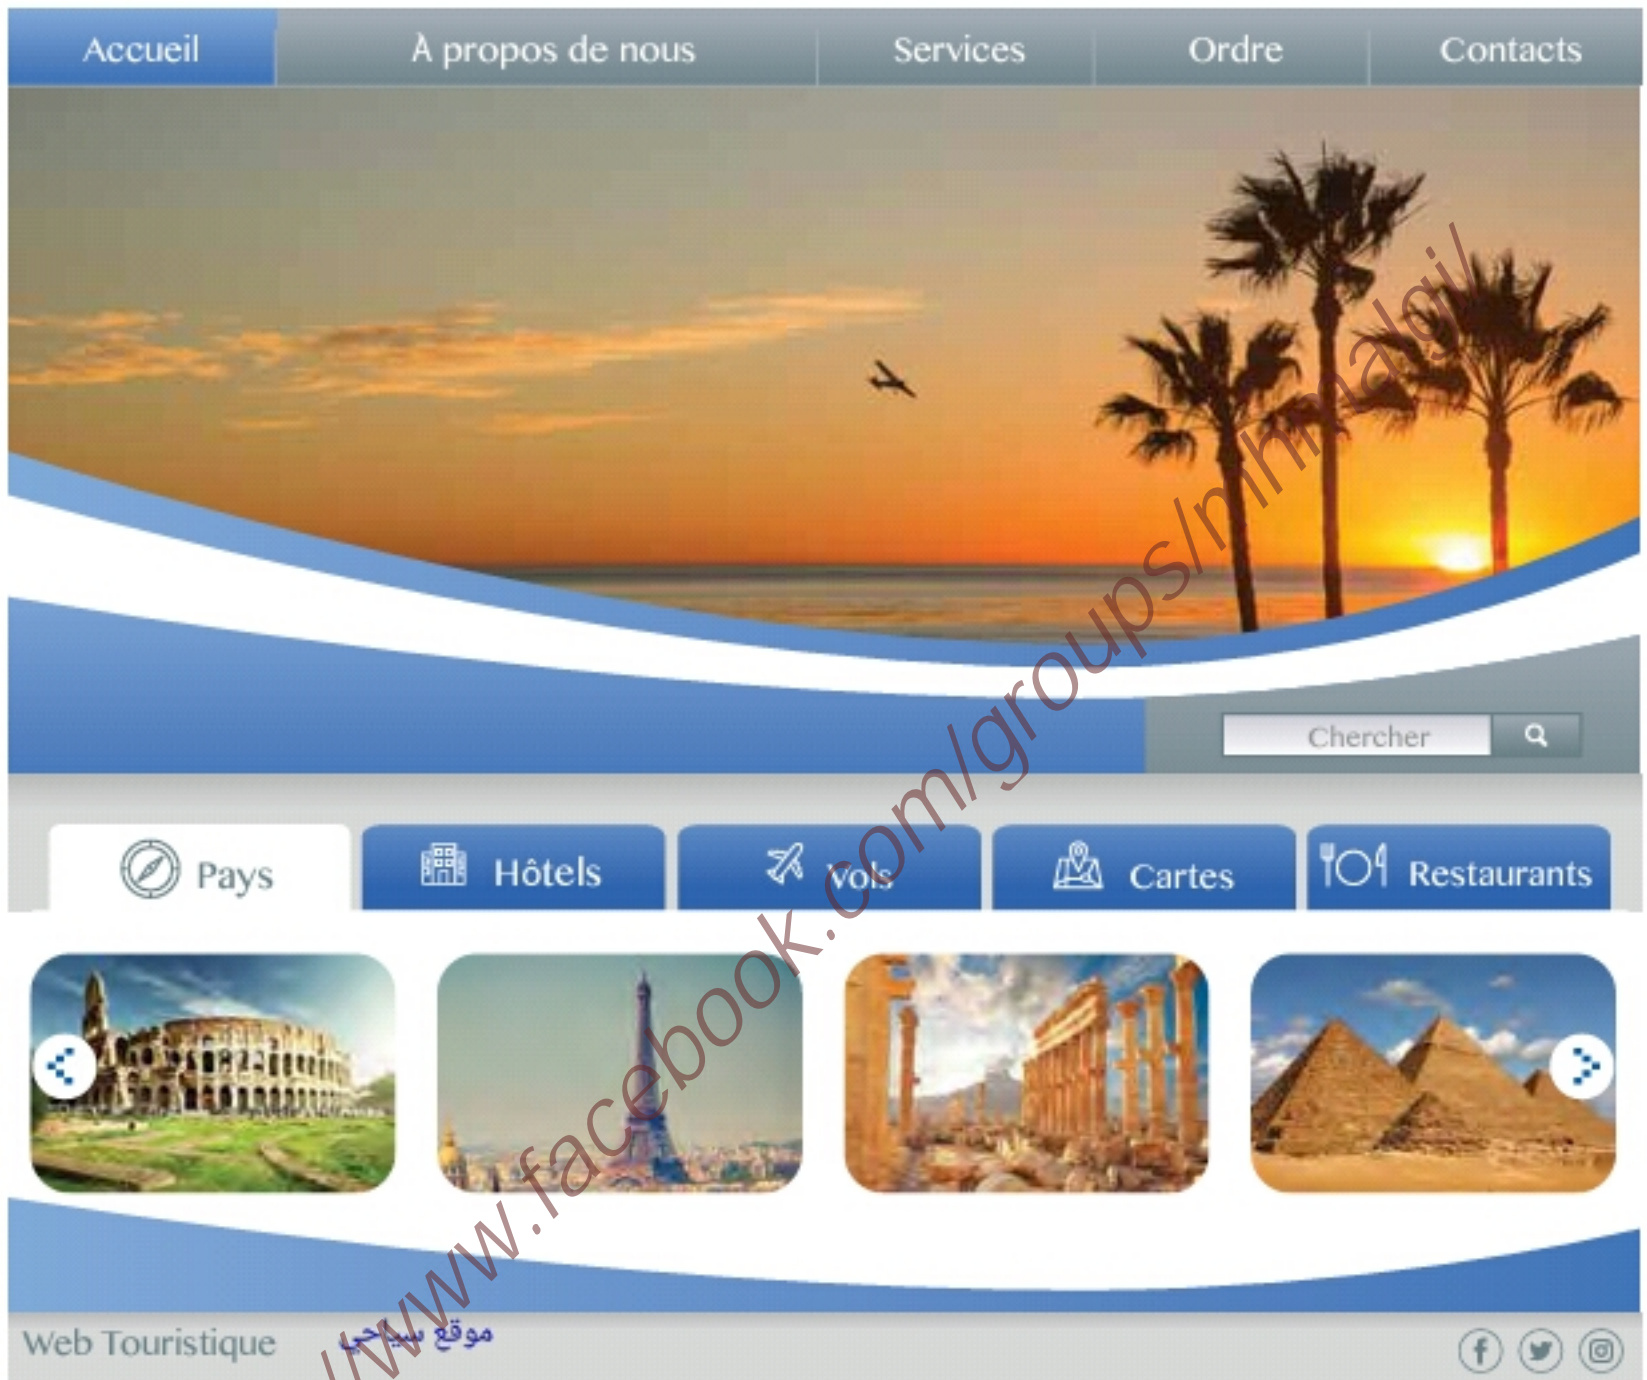 Accueil
À propos de nous
Services
Ordre
Contacts
Chercher
Pays
Hôtels
Vols
Cartes
Restaurants
Web Touristique
موقع سياحي
//www.facebook.com/groups/mhmalgi/